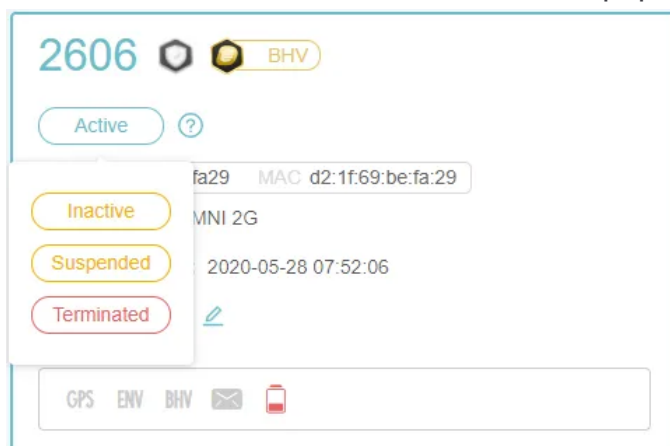 2606 BHV
Active ?
fa29 MAC d2:1f:69:be:fa:29
Inactive
MNI 2G
Suspended
: 2020-05-28 07:52:06
Terminated
GPS ENV BHV